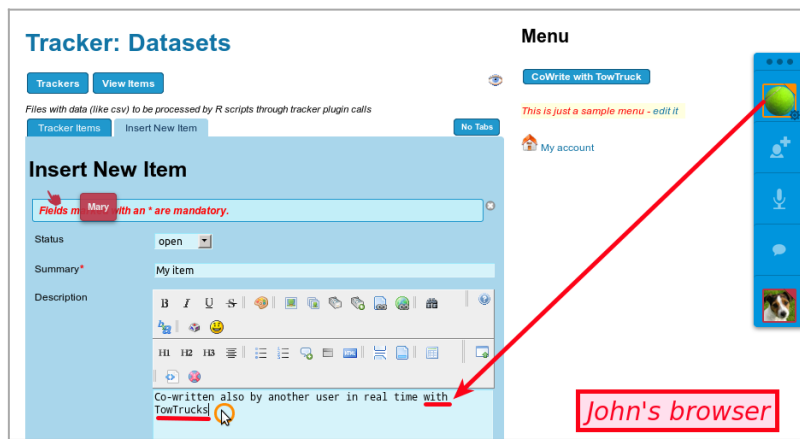 Tracker: Datasets
Menu
Trackers
View Items
CoWrite with TowTruck
Files with data (like csv) to be processed by R scripts through tracker plugin calls
This is just a sample menu - edit it
Tracker Items
Insert New Item
No Tabs
My account
Insert New Item
Mary
Fields m with an * are mandatory.
Status
open
Summary*
My item
Description
B I U S
H1 H2 H3
Co-written also by another user in real time with
TowTrucks
John's browser